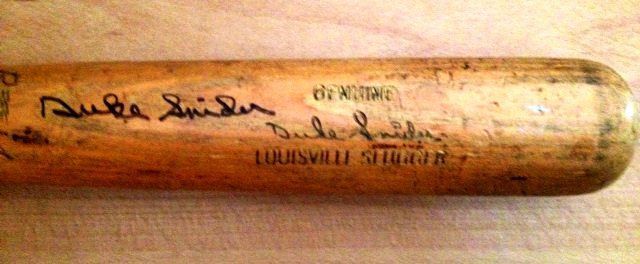 Duke Snider
GENUINE
Duke Snider
LOUISVILLE SLUGGER